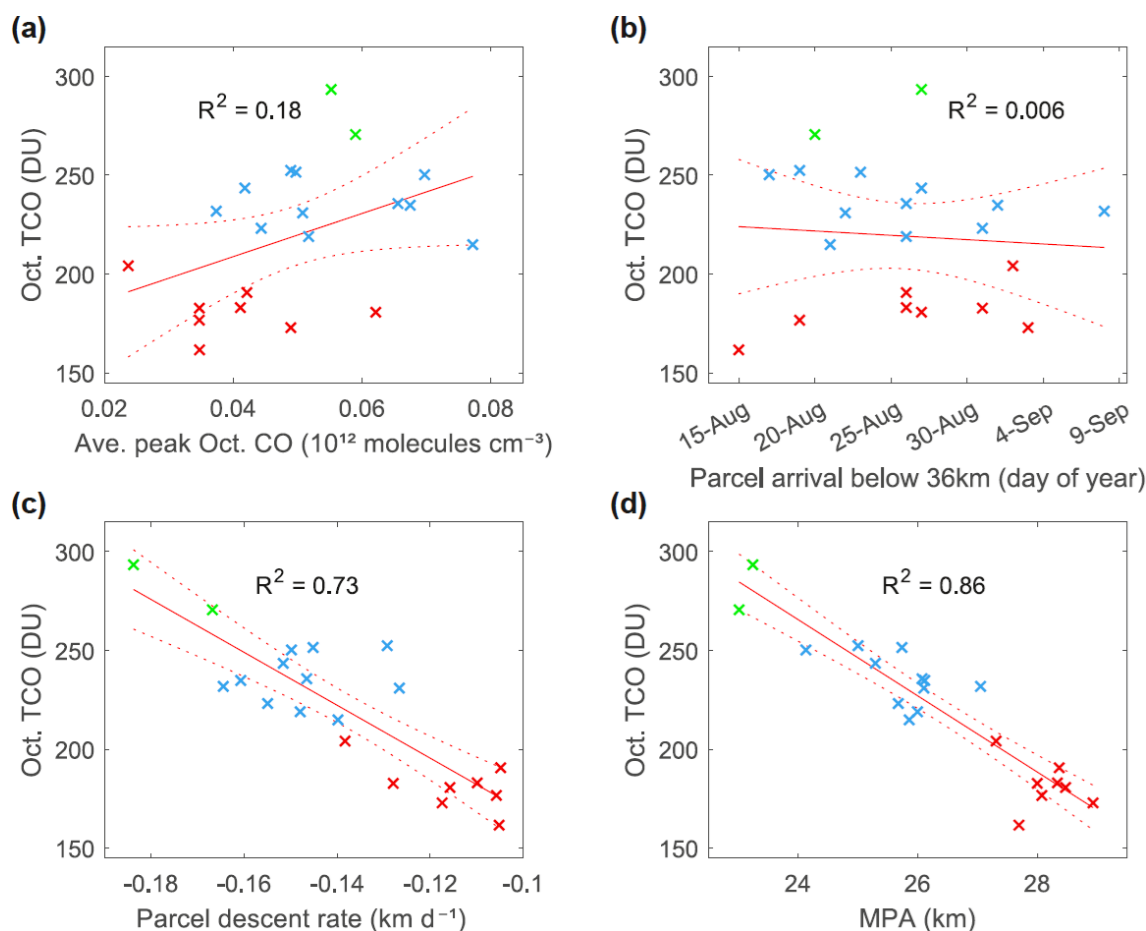 (a)
R² = 0.18
Oct. TCO (DU)
300
250
200
150
0.02 0.04 0.06 0.08
Ave. peak Oct. CO (10¹² molecules cm⁻³)
(b)
R² = 0.006
Oct. TCO (DU)
300
250
200
150
15-Aug 20-Aug 25-Aug 30-Aug 4-Sep 9-Sep
Parcel arrival below 36km (day of year)
(c)
R² = 0.73
Oct. TCO (DU)
300
250
200
150
-0.18 -0.16 -0.14 -0.12 -0.1
Parcel descent rate (km d⁻¹)
(d)
R² = 0.86
Oct. TCO (DU)
300
250
200
150
24 26 28
MPA (km)